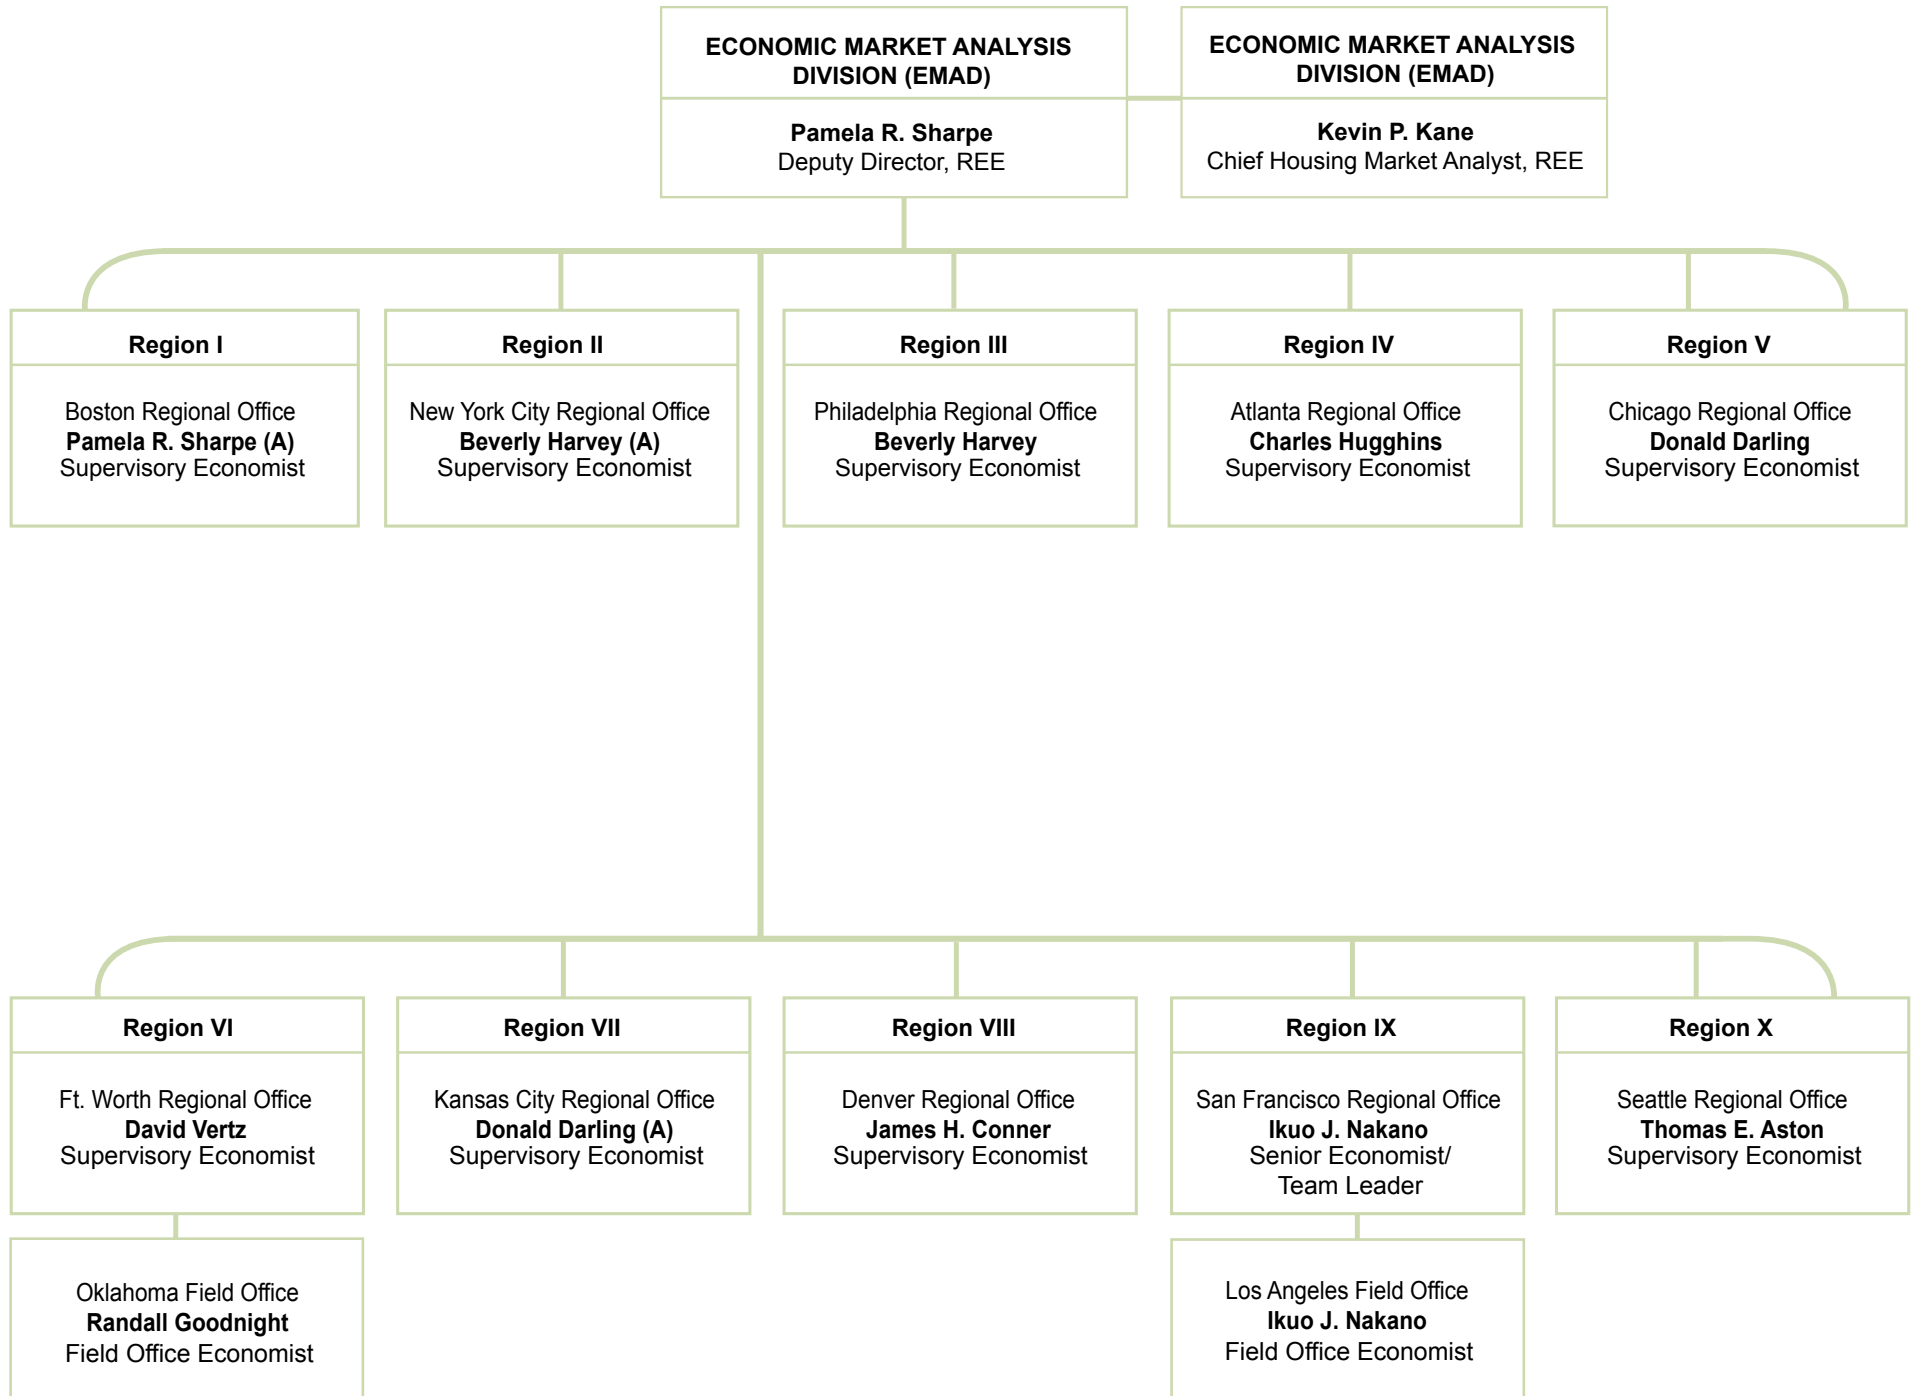 ECONOMIC MARKET ANALYSIS
DIVISION (EMAD)
Pamela R. Sharpe
Deputy Director, REE
ECONOMIC MARKET ANALYSIS
DIVISION (EMAD)
Kevin P. Kane
Chief Housing Market Analyst, REE
Region I
Boston Regional Office
Pamela R. Sharpe (A)
Supervisory Economist
Region II
New York City Regional Office
Beverly Harvey (A)
Supervisory Economist
Region III
Philadelphia Regional Office
Beverly Harvey
Supervisory Economist
Region IV
Atlanta Regional Office
Charles Hugghins
Supervisory Economist
Region V
Chicago Regional Office
Donald Darling
Supervisory Economist
Region VI
Ft. Worth Regional Office
David Vertz
Supervisory Economist
Oklahoma Field Office
Randall Goodnight
Field Office Economist
Region VII
Kansas City Regional Office
Donald Darling (A)
Supervisory Economist
Region VIII
Denver Regional Office
James H. Conner
Supervisory Economist
Region IX
San Francisco Regional Office
Ikuo J. Nakano
Senior Economist/
Team Leader
Los Angeles Field Office
Ikuo J. Nakano
Field Office Economist
Region X
Seattle Regional Office
Thomas E. Aston
Supervisory Economist